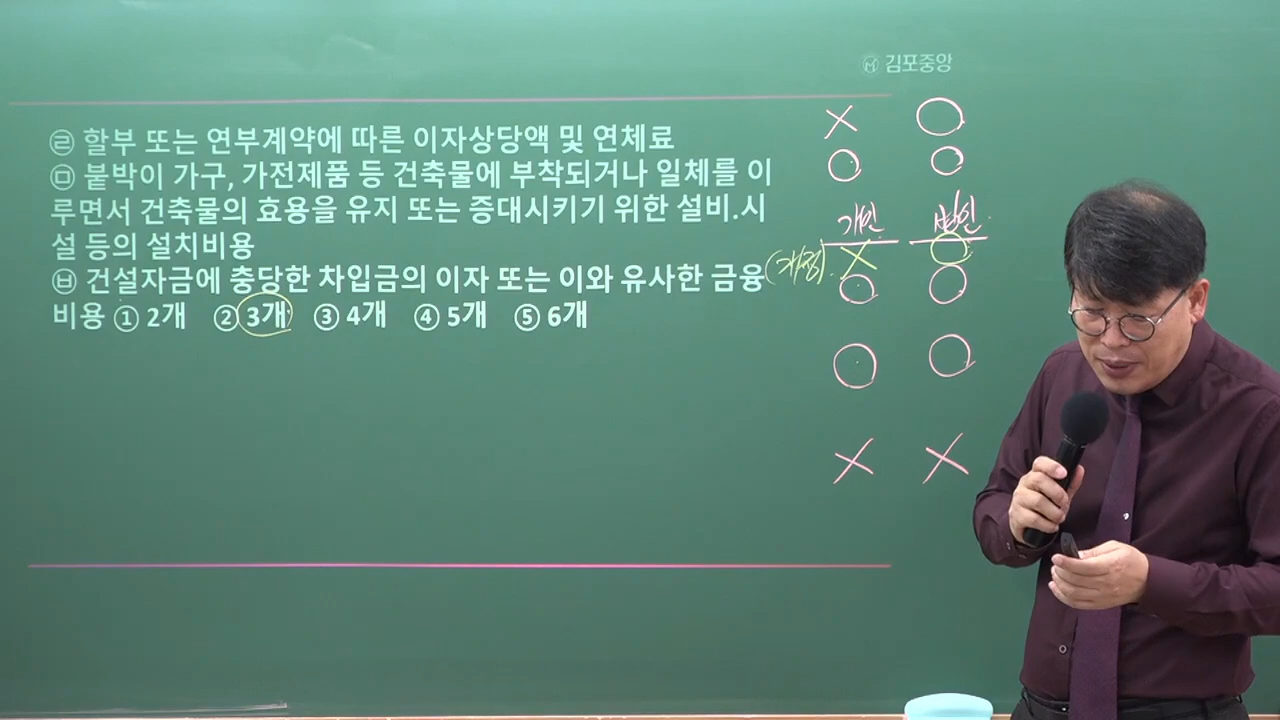 김포중앙
㉣ 할부 또는 연부계약에 따른 이자상당액 및 연체료
㉤ 붙박이 가구, 가전제품 등 건축물에 부착되거나 일체를 이
루면서 건축물의 효용을 유지 또는 증대시키기 위한 설비.시
설 등의 설치비용
㉥ 건설자금에 충당한 차입금의 이자 또는 이와 유사한 금융
비용 ① 2개 ② 3개 ③ 4개 ④ 5개 ⑤ 6개
X O
O O
개인 법인
(개정). X O
O O
O O
X X